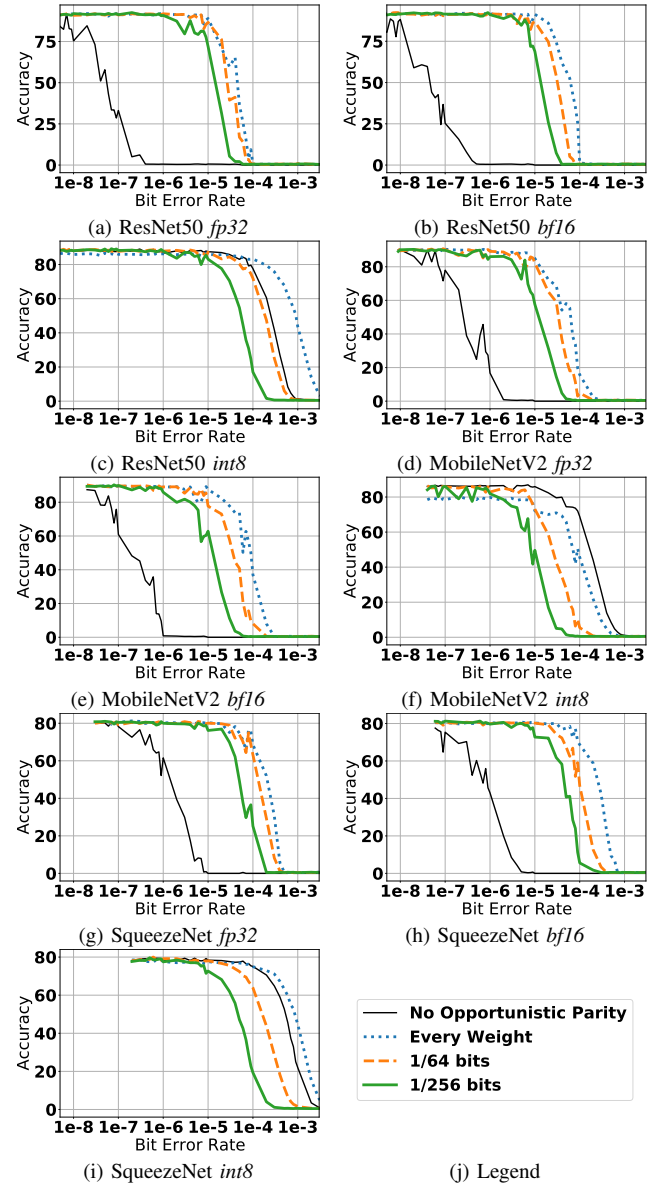 75
50
25
0
Accuracy
1e-8 1e-7 1e-6 1e-5 1e-4 1e-3
Bit Error Rate
(a) ResNet50 fp32
75
50
25
0
Accuracy
1e-8 1e-7 1e-6 1e-5 1e-4 1e-3
Bit Error Rate
(b) ResNet50 bf16
80
60
40
20
0
Accuracy
1e-8 1e-7 1e-6 1e-5 1e-4 1e-3
Bit Error Rate
(c) ResNet50 int8
80
60
40
20
0
Accuracy
1e-8 1e-7 1e-6 1e-5 1e-4 1e-3
Bit Error Rate
(d) MobileNetV2 fp32
80
60
40
20
0
Accuracy
1e-8 1e-7 1e-6 1e-5 1e-4 1e-3
Bit Error Rate
(e) MobileNetV2 bf16
80
60
40
20
0
Accuracy
1e-8 1e-7 1e-6 1e-5 1e-4 1e-3
Bit Error Rate
(f) MobileNetV2 int8
80
60
40
20
0
Accuracy
1e-8 1e-7 1e-6 1e-5 1e-4 1e-3
Bit Error Rate
(g) SqueezeNet fp32
80
60
40
20
0
Accuracy
1e-8 1e-7 1e-6 1e-5 1e-4 1e-3
Bit Error Rate
(h) SqueezeNet bf16
80
60
40
20
0
Accuracy
1e-8 1e-7 1e-6 1e-5 1e-4 1e-3
Bit Error Rate
(i) SqueezeNet int8
No Opportunistic Parity
Every Weight
1/64 bits
1/256 bits
(j) Legend